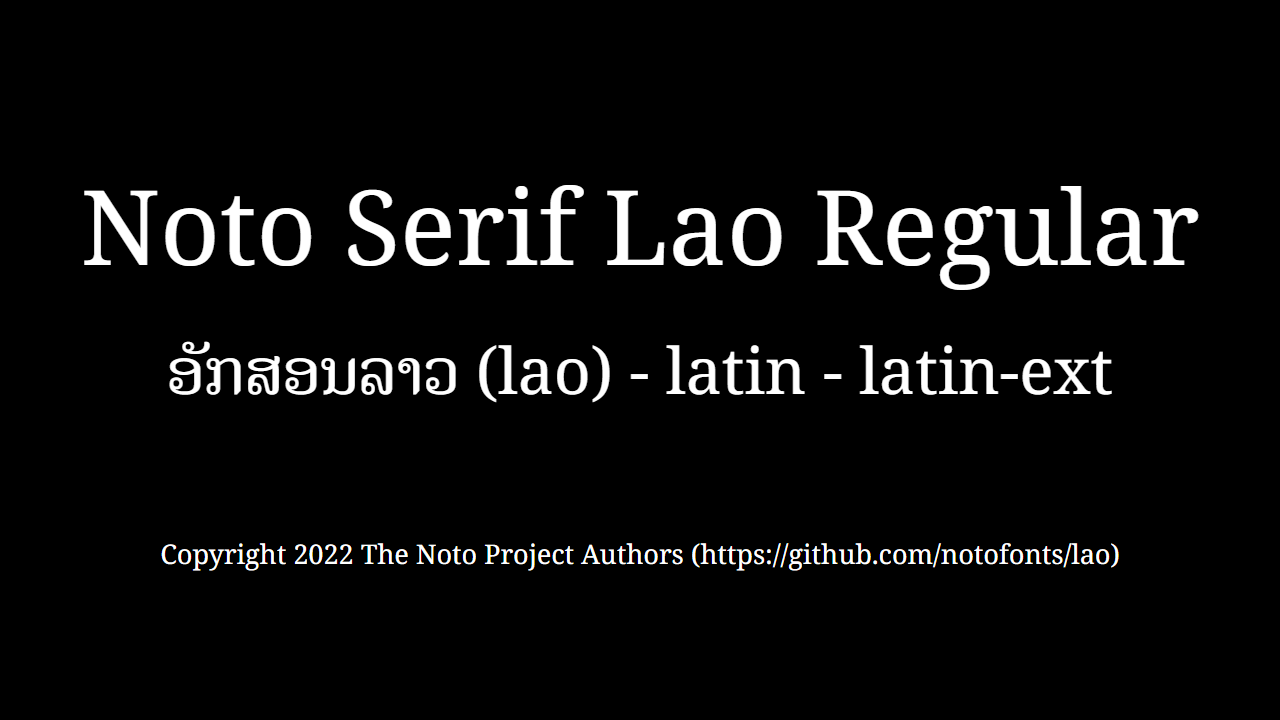 Noto Serif Lao Regular
ອັກສອນລາວ (lao) - latin - latin-ext
Copyright 2022 The Noto Project Authors (https://github.com/notofonts/lao)